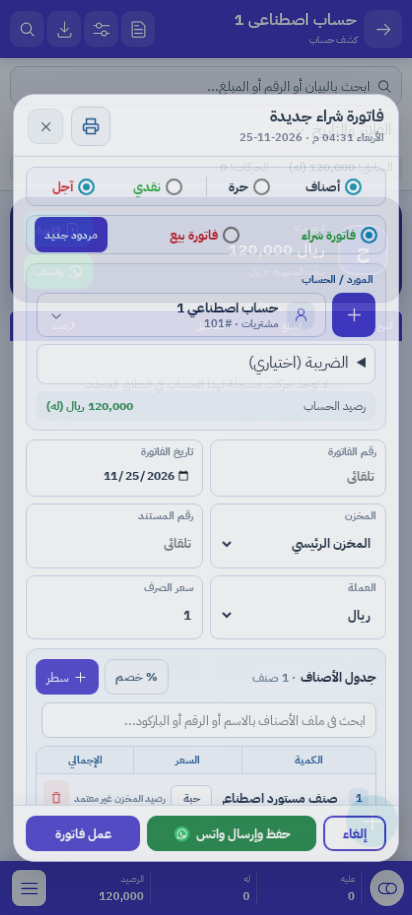 حساب اصطناعي 1
كشف حساب
ابحث بالبيان أو الرقم أو المبلغ...
فاتورة شراء جديدة
الأربعاء 04:31 م · 2026-11-25
أصناف
حرة
نقدي
آجل
فاتورة شراء
فاتورة بيع
مردود جديد
المورد / الحساب
حساب اصطناعي 1
مشتريات · #101
الضريبة (اختياري)
رصيد الحساب
120,000 ريال (له)
رقم الفاتورة
تلقائي
تاريخ الفاتورة
11/25/2026
المخزن
المخزن الرئيسي
رقم المستند
تلقائي
العملة
ريال
سعر الصرف
1
جدول الأصناف · 1 صنف
% خصم
+ سطر
ابحث في ملف الأصناف بالاسم أو الرقم أو الباركود...
الكمية
السعر
الإجمالي
1
صنف مستورد اصطناعي
حبة
رصيد المخزن غير معتمد
إلغاء
حفظ وإرسال واتس
عمل فاتورة
عليه
0
له
0
الرصيد
120,000